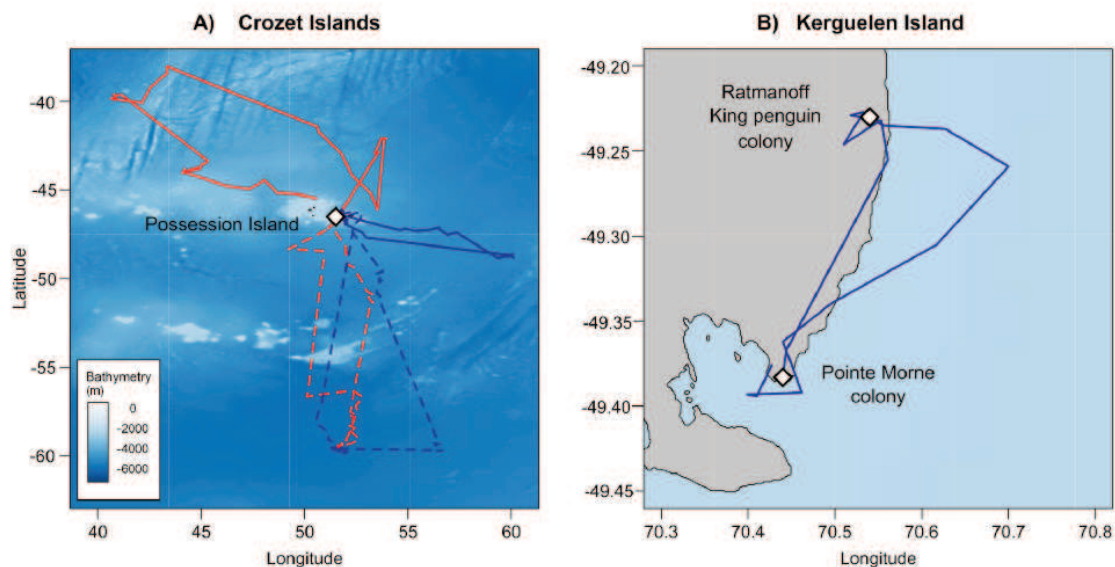 A) Crozet Islands
-40
-45
-50
-55
-60
Latitude
Possession Island
Bathymetry
(m)
0
-2000
-4000
-6000
40
45
50
55
60
Longitude
B) Kerguelen Island
-49.20
-49.25
-49.30
-49.35
-49.40
-49.45
Ratmanoff
King penguin
colony
Pointe Morne
colony
70.3
70.4
70.5
70.6
70.7
70.8
Longitude